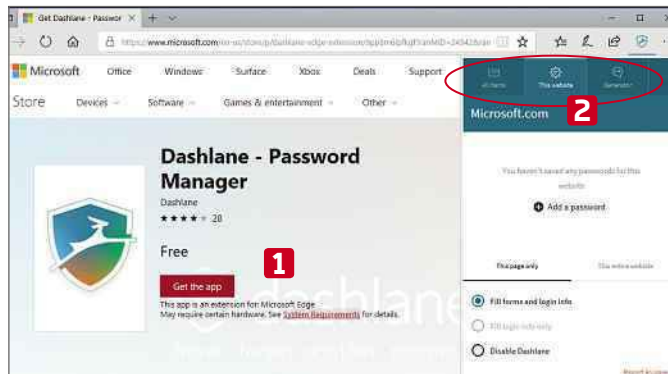 Get Dashlane - Passwor
www.microsoft.com
Microsoft Office Windows Surface Xbox Deals Support
Store Devices Software Games & entertainment Other
All items This website Generator
2
Microsoft.com
Dashlane - Password
Manager
Dashlane
28
You haven't saved any passwords for this
website
Add a password
Free
1
Get the app
This app is an extension for Microsoft Edge
May require certain hardware. See System Requirements for details.
dashlane
This page only This entire website
Fill forms and login info
Fill login info only
Disable Dashlane